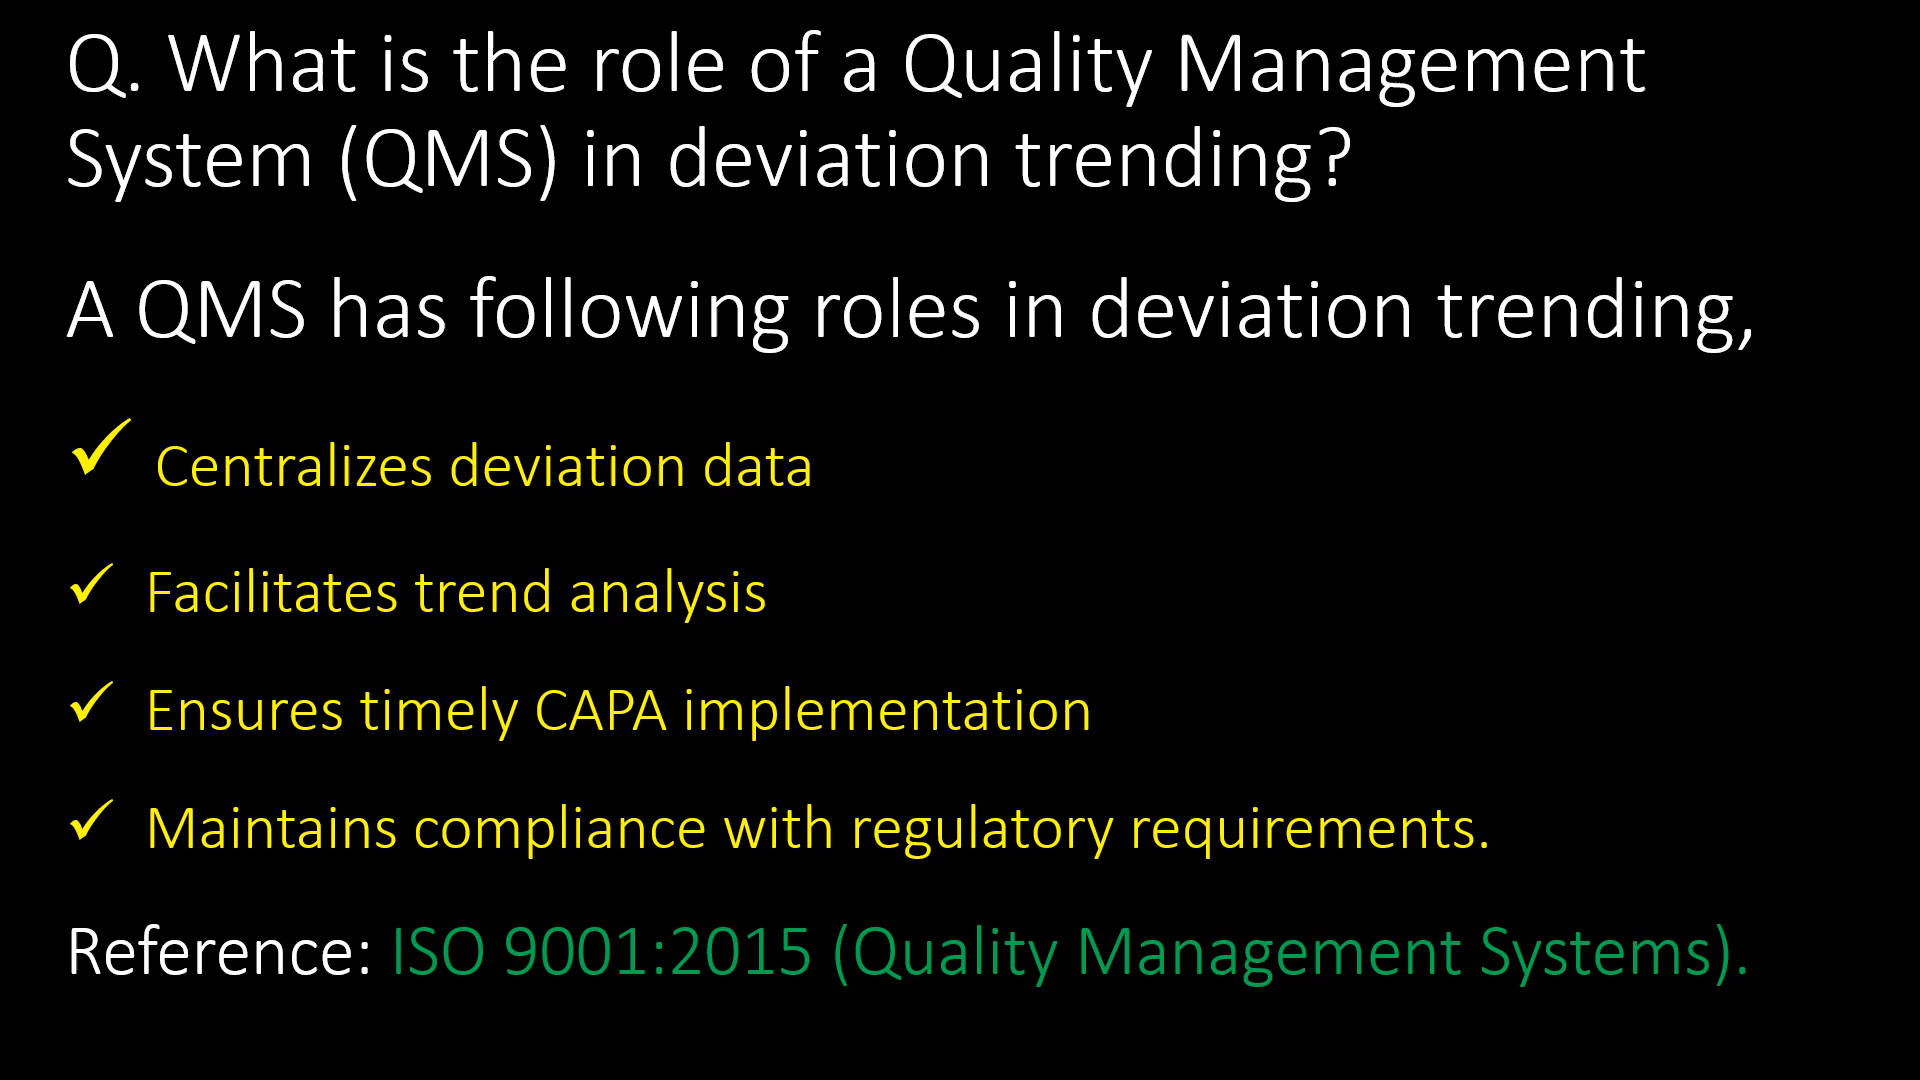 Q. What is the role of a Quality Management
System (QMS) in deviation trending?
A QMS has following roles in deviation trending,
✓ Centralizes deviation data
✓ Facilitates trend analysis
✓ Ensures timely CAPA implementation
✓ Maintains compliance with regulatory requirements.
Reference: ISO 9001:2015 (Quality Management Systems).